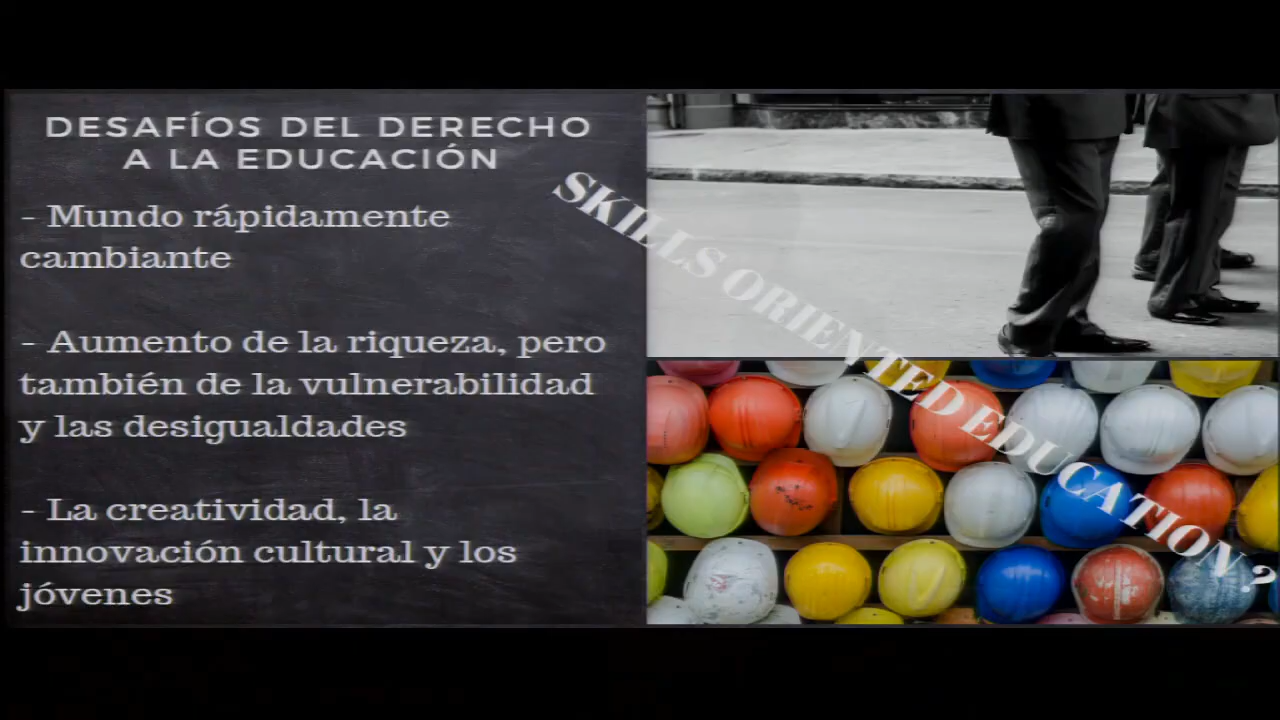 DESAFÍOS DEL DERECHO
A LA EDUCACIÓN
- Mundo rápidamente
cambiante
- Aumento de la riqueza, pero
también de la vulnerabilidad
y las desigualdades
- La creatividad, la
innovación cultural y los
jóvenes
SKILLS ORIENTED EDUCATION ?